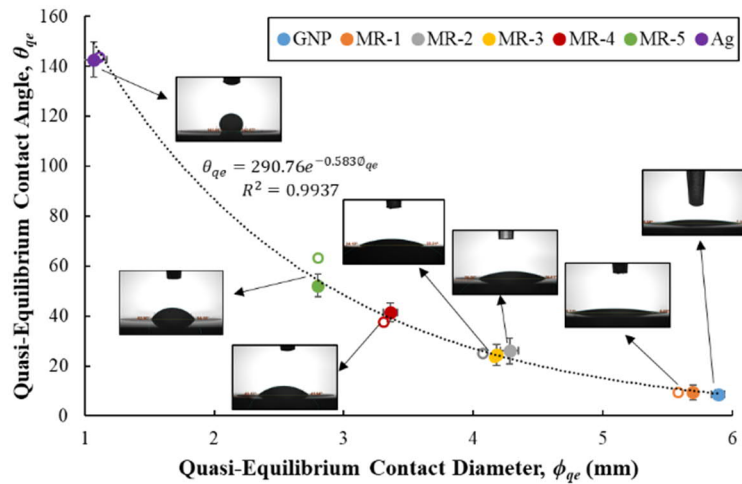 GNP MR-1 MR-2 MR-3 MR-4 MR-5 Ag
Quasi-Equilibrium Contact Angle, θqe
160
140
120
100
80
60
40
20
0
θqe = 290.76e^-0.583∅qe
R² = 0.9937
1 2 3 4 5 6
Quasi-Equilibrium Contact Diameter, ϕqe (mm)